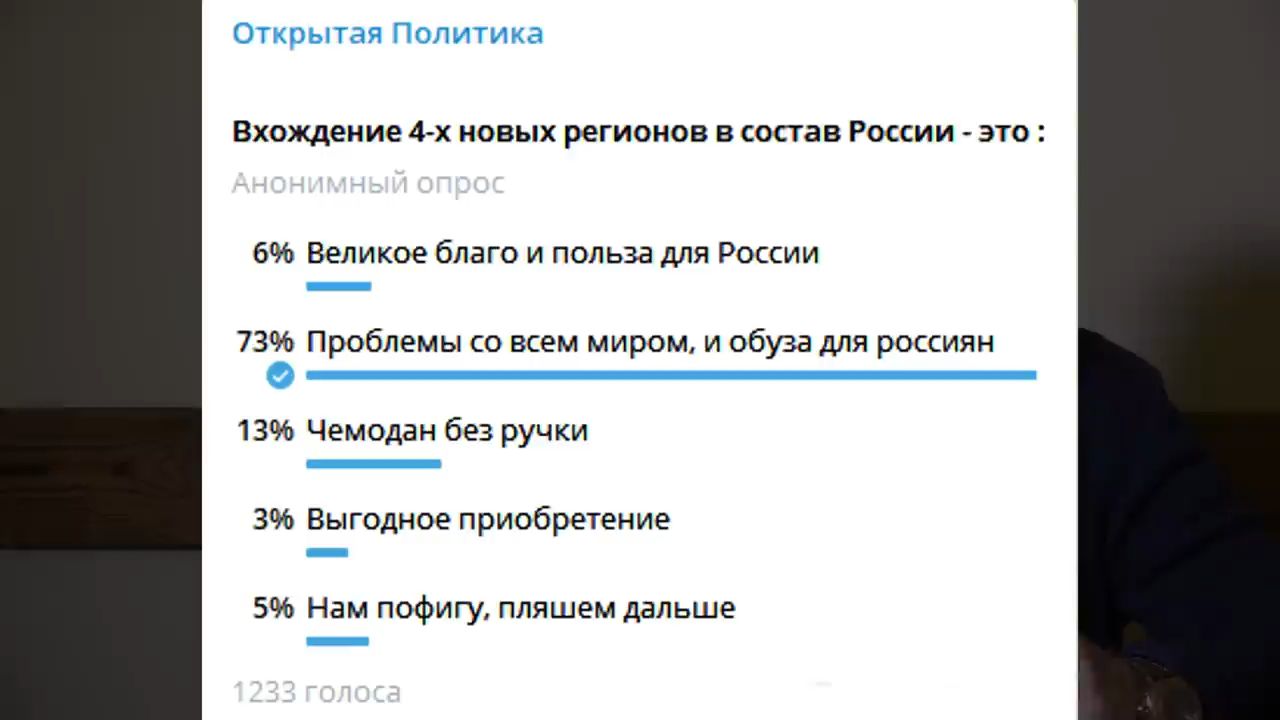 Открытая Политика
Вхождение 4-х новых регионов в состав России - это :
Анонимный опрос
6% Великое благо и польза для России
73% Проблемы со всем миром, и обуза для россиян
13% Чемодан без ручки
3% Выгодное приобретение
5% Нам пофигу, пляшем дальше
1233 голоса